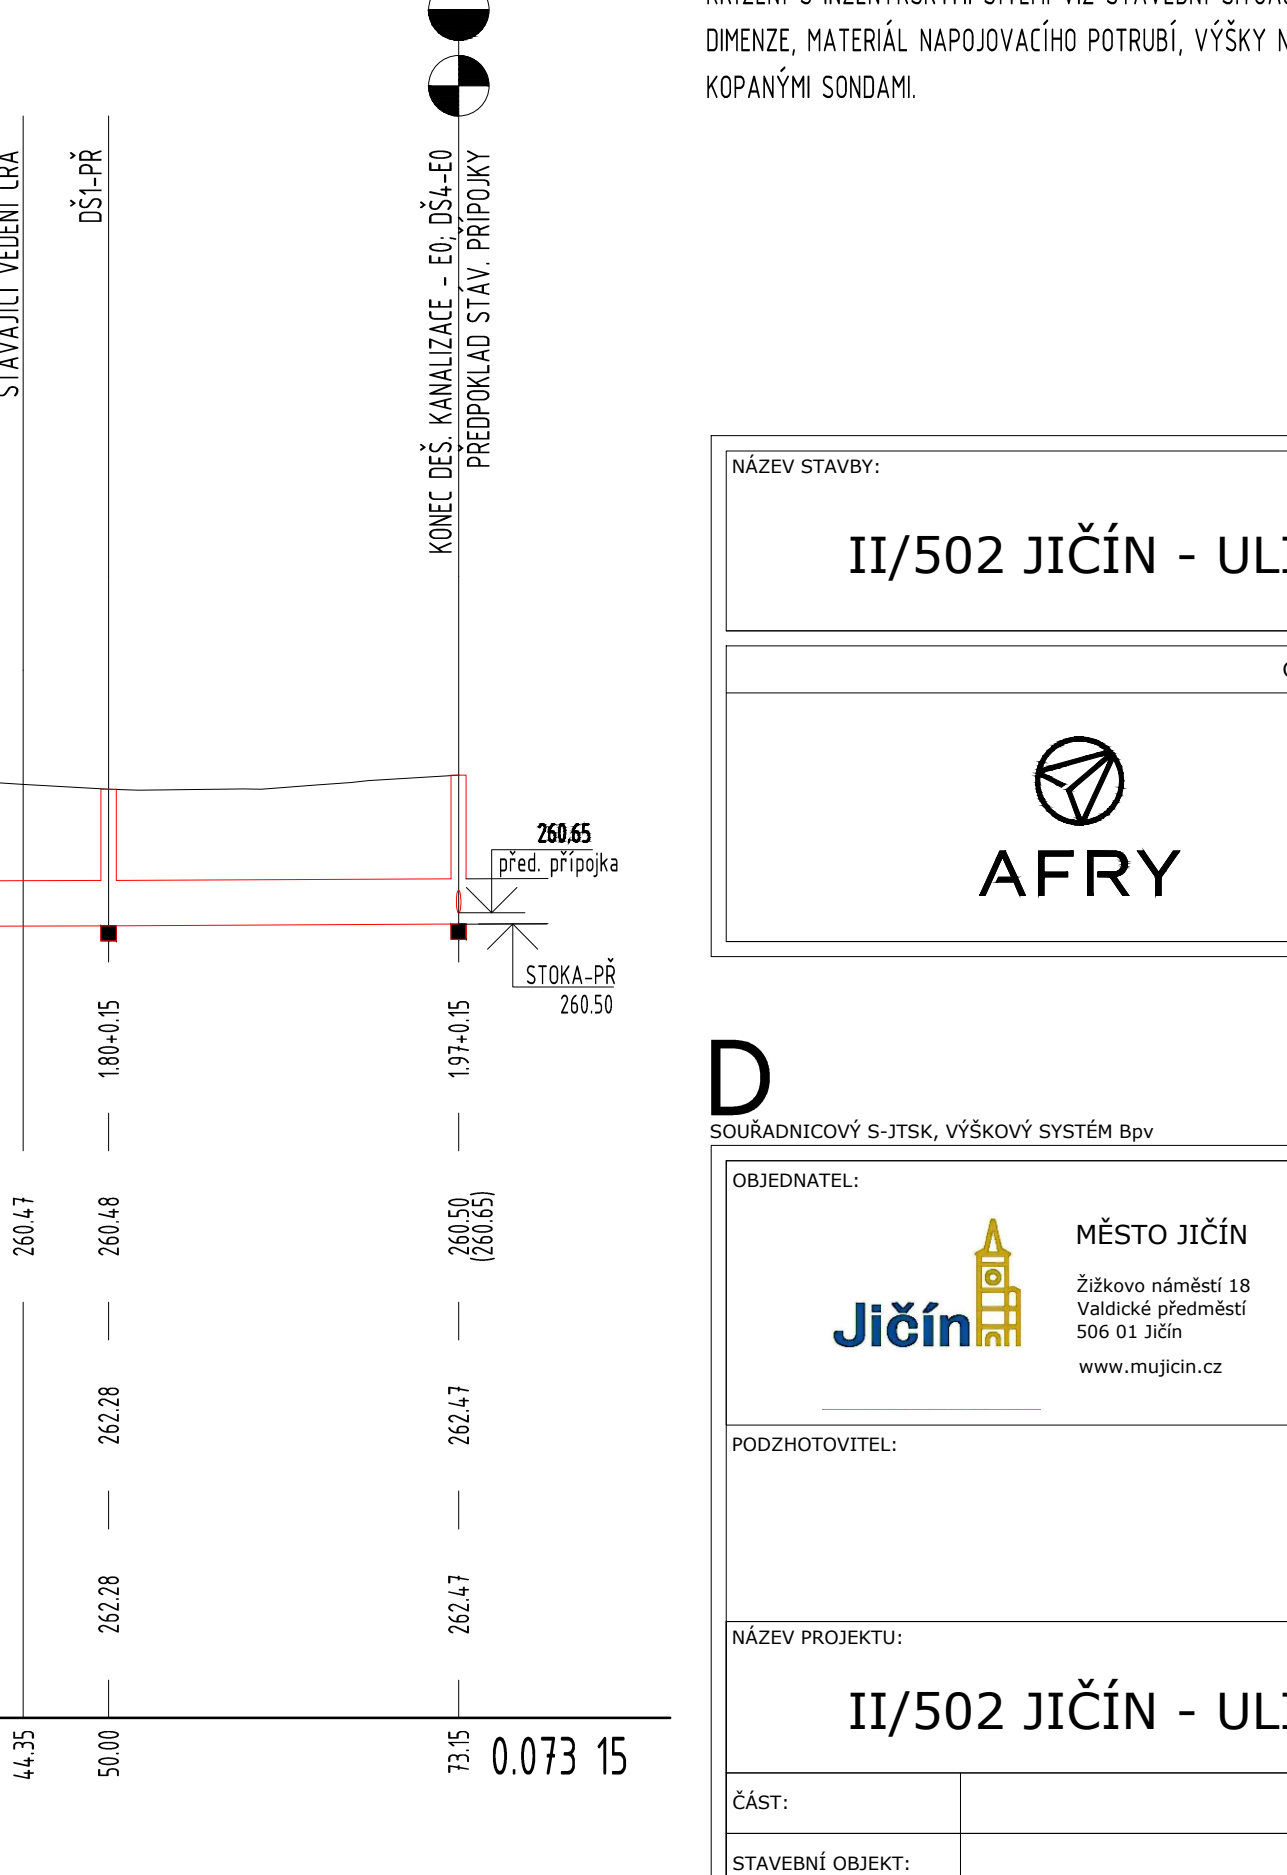 DIMENZE, MATERIÁL NAPOJOVACÍHO POTRUBÍ, VÝŠKY
KOPANÝMI SONDAMI.
STÁVAJÍCÍ VEDENÍ CRA
DŠ1-PŘ
KONEC DEŠ. KANALIZACE - E0; DŠ4-E0
PŘEDPOKLAD STÁV. PŘÍPOJKY
NÁZEV STAVBY:
II/502 JIČÍN -
AFRY
260,65
před. přípojka
STOKA-PŘ
260.50
1.80+0.15
1.97+0.15
260.47
260.48
260.50
(260.65)
262.28
262.47
262.28
262.47
44.35
50.00
73.15
0.073 15
D
SOUŘADNICOVÝ S-JTSK, VÝŠKOVÝ SYSTÉM Bpv
OBJEDNATEL:
Jičín
MĚSTO JIČÍN
Žižkovo náměstí 18
Valdické předměstí
506 01 Jičín
www.mujicin.cz
PODZHOTOVITEL:
NÁZEV PROJEKTU:
II/502 JIČÍN -
ČÁST:
STAVEBNÍ OBJEKT: